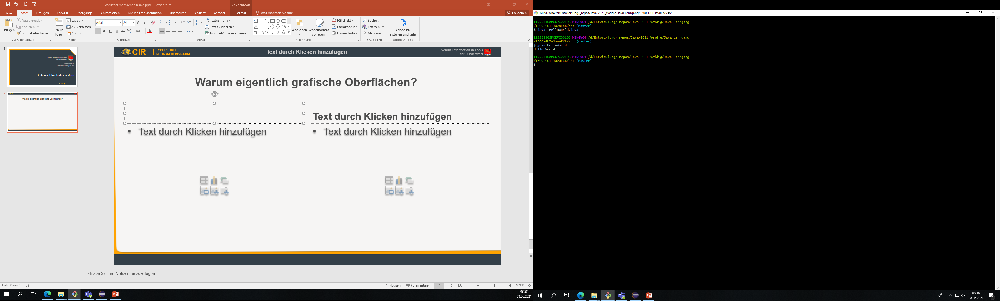 GrafischeOberflächenInJava.pptx - PowerPoint
Zeichentools
Datei
Start
Einfügen
Entwurf
Übergänge
Animationen
Bildschirmpräsentation
Überprüfen
Ansicht
Acrobat
Format
Was möchten Sie tun?
Freigeben
Einfügen
Ausschneiden
Kopieren
Format übertragen
Zwischenablage
Neue
Folie
Layout
Zurücksetzen
Abschnitt
Folien
Arial
24
F K U S abc AV Aa A
Schriftart
Textrichtung
Text ausrichten
In SmartArt konvertieren
Absatz
Anordnen
Schnellformat-
vorlagen
Fülleffekt
Formkontur
Formeffekte
Zeichnung
Suchen
Ersetzen
Markieren
Bearbeiten
Adobe PDF
erstellen und teilen
Adobe Acrobat
1
Schule Informationstechnik
der Bundeswehr
Grafische Oberflächen in Java
2
Warum eigentlich grafische Oberflächen?
CIR
CYBER- UND
INFORMATIONSRAUM
Text durch Klicken hinzufügen
Schule Informationstechnik
der Bundeswehr
Warum eigentlich grafische Oberflächen?
Text durch Klicken hinzufügen
• Text durch Klicken hinzufügen
• Text durch Klicken hinzufügen
Klicken Sie, um Notizen hinzuzufügen
Folie 2 von 2
Notizen
Kommentare
109 %
08:38
08.06.2021
MINGW64:/d/Entwicklung/_repos/Java-2021_Weidig/Java Lehrgang/1300-GUI-JavaFX8/src
115568360@PCKPCOO1DB MINGW64 /d/Entwicklung/_repos/Java-2021_Weidig/Java Lehrgang
/1300-GUI-JavaFX8/src (master)
$ javac HelloWorld.java
115568360@PCKPCOO1DB MINGW64 /d/Entwicklung/_repos/Java-2021_Weidig/Java Lehrgang
/1300-GUI-JavaFX8/src (master)
$ java HelloWorld
Hello World!
115568360@PCKPCOO1DB MINGW64 /d/Entwicklung/_repos/Java-2021_Weidig/Java Lehrgang
/1300-GUI-JavaFX8/src (master)
$
08:38
08.06.2021